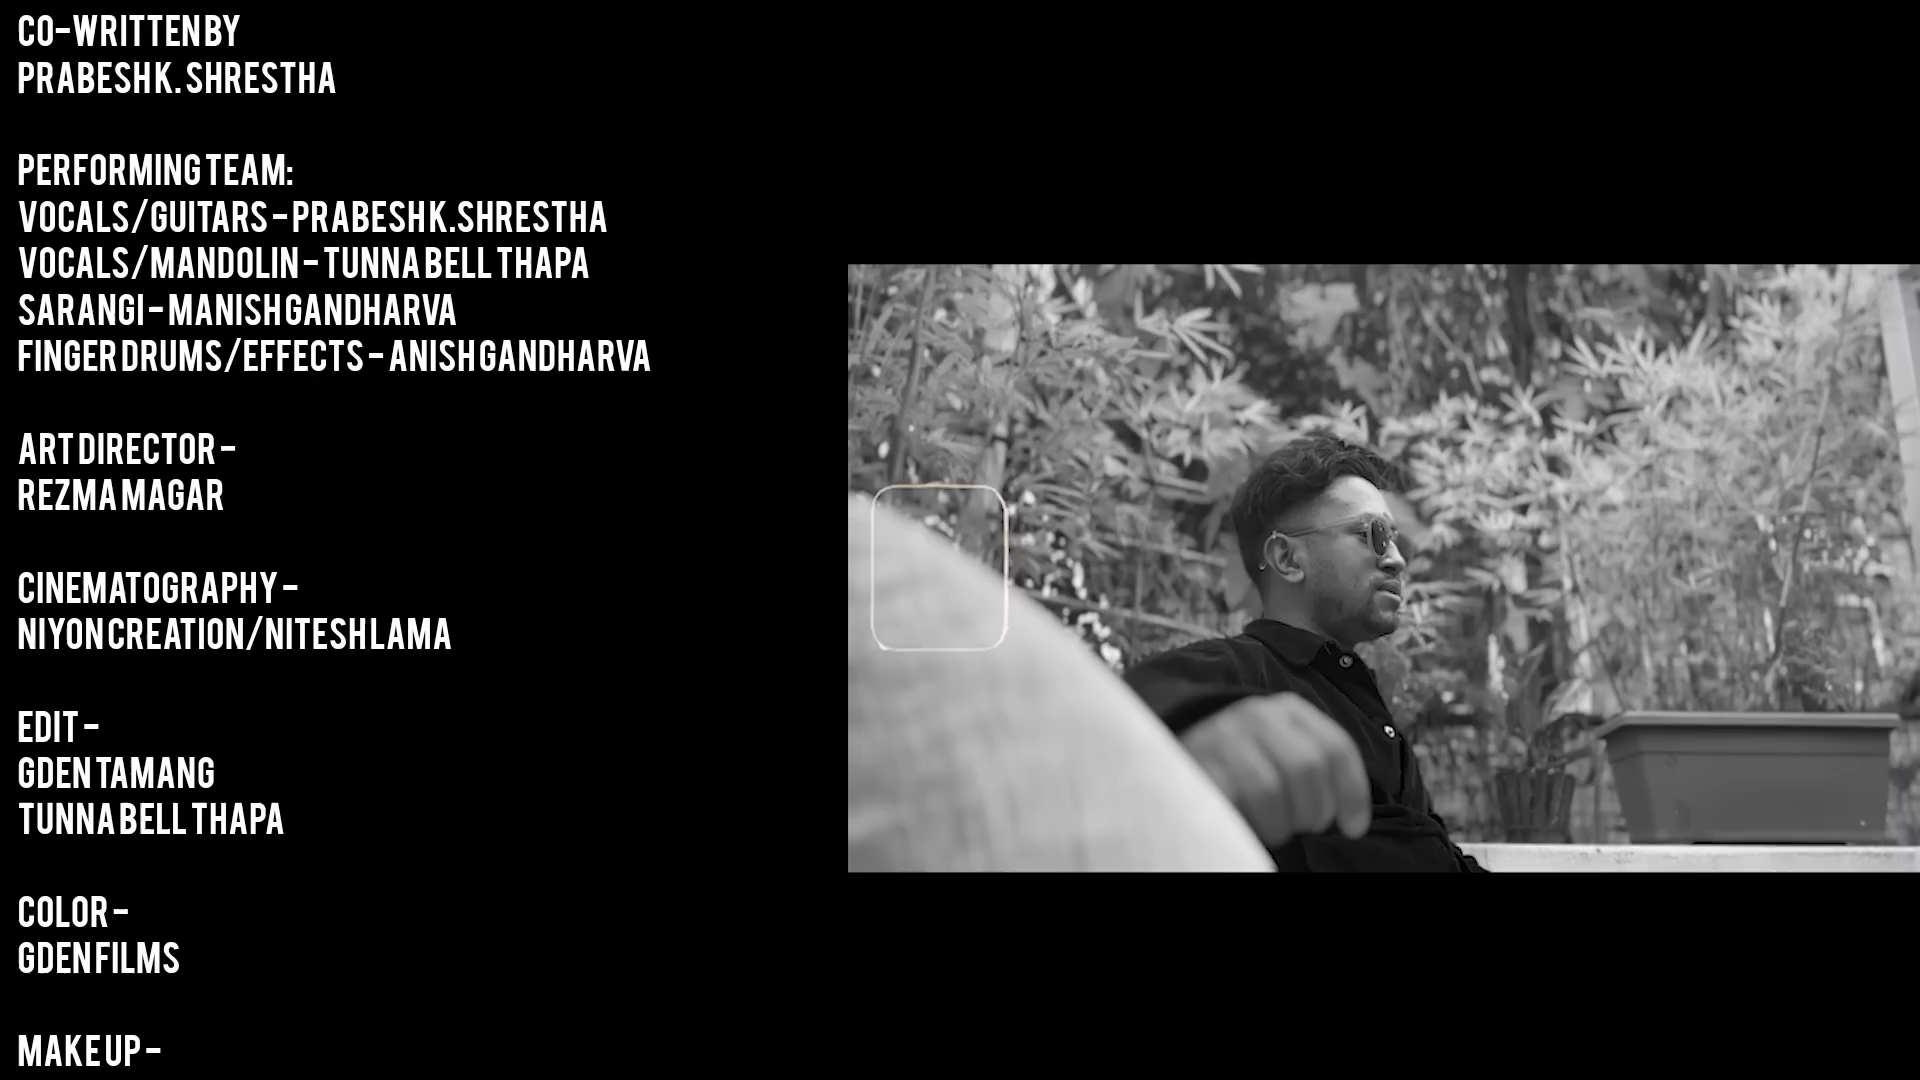 CO-WRITTEN BY
PRABESH K. SHRESTHA
PERFORMING TEAM:
VOCALS/GUITARS - PRABESH K.SHRESTHA
VOCALS/MANDOLIN - TUNNA BELL THAPA
SARANGI - MANISH GANDHARVA
FINGER DRUMS/EFFECTS - ANISH GANDHARVA
ART DIRECTOR -
REZMA MAGAR
CINEMATOGRAPHY -
NIYON CREATION/NITESH LAMA
EDIT -
GDEN TAMANG
TUNNA BELL THAPA
COLOR -
GDEN FILMS
MAKE UP -